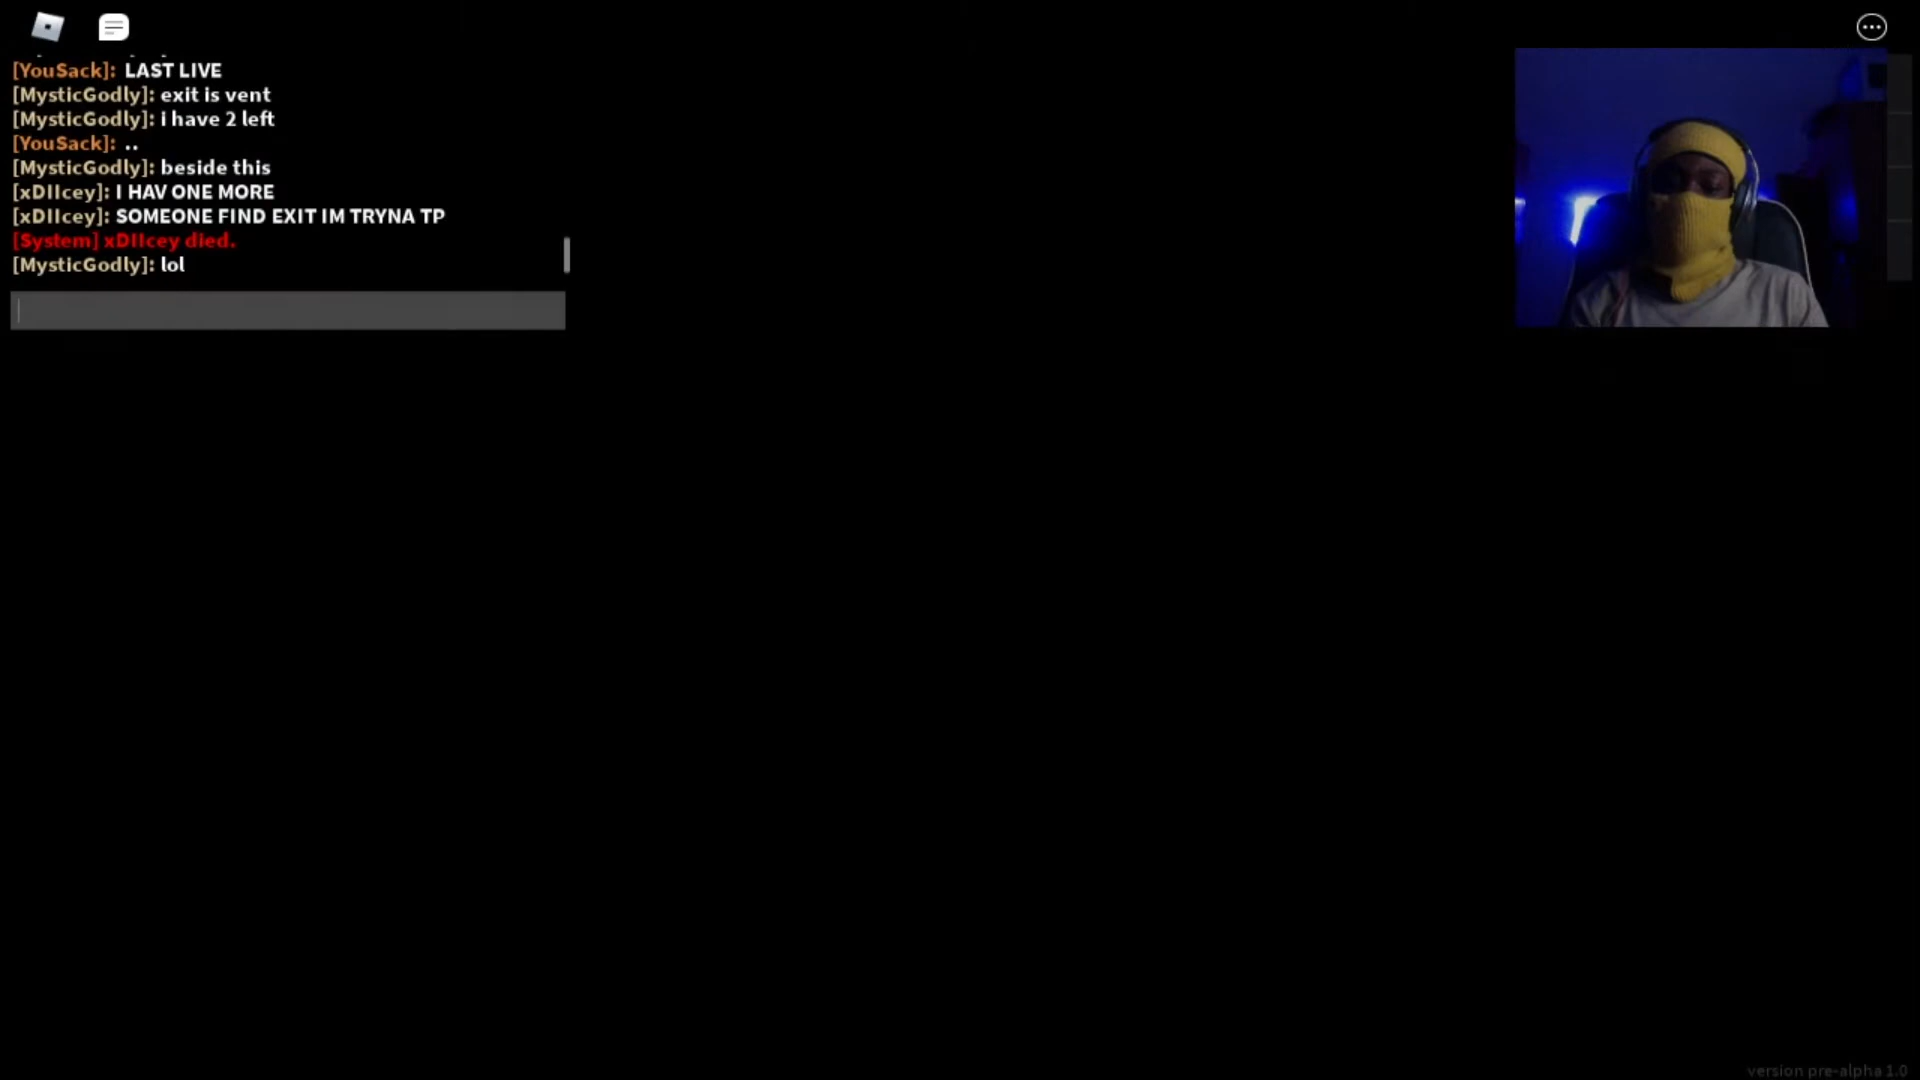 [YouSack]: LAST LIVE
[MysticGodly]: exit is vent
[MysticGodly]: i have 2 left
[YouSack]: ..
[MysticGodly]: beside this
[xDIIcey]: I HAV ONE MORE
[xDIIcey]: SOMEONE FIND EXIT IM TRYNA TP
[System] xDIIcey died.
[MysticGodly]: lol
version pre-alpha 1.0